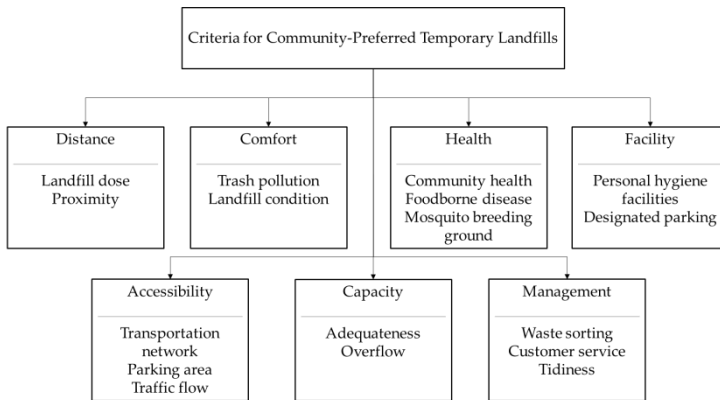 Criteria for Community-Preferred Temporary Landfills
Distance
Landfill dose
Proximity
Comfort
Trash pollution
Landfill condition
Health
Community health
Foodborne disease
Mosquito breeding
ground
Facility
Personal hygiene
facilities
Designated parking
Accessibility
Transportation
network
Parking area
Traffic flow
Capacity
Adequateness
Overflow
Management
Waste sorting
Customer service
Tidiness